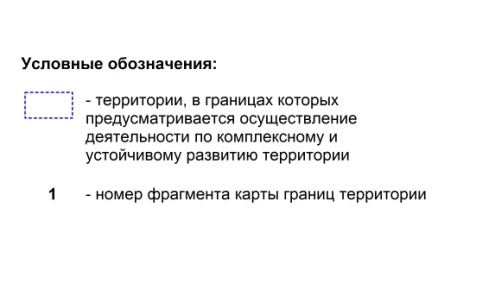 Условные обозначения:
- территории, в границах которых
предусматривается осуществление
деятельности по комплексному и
устойчивому развитию территории
1 - номер фрагмента карты границ территории